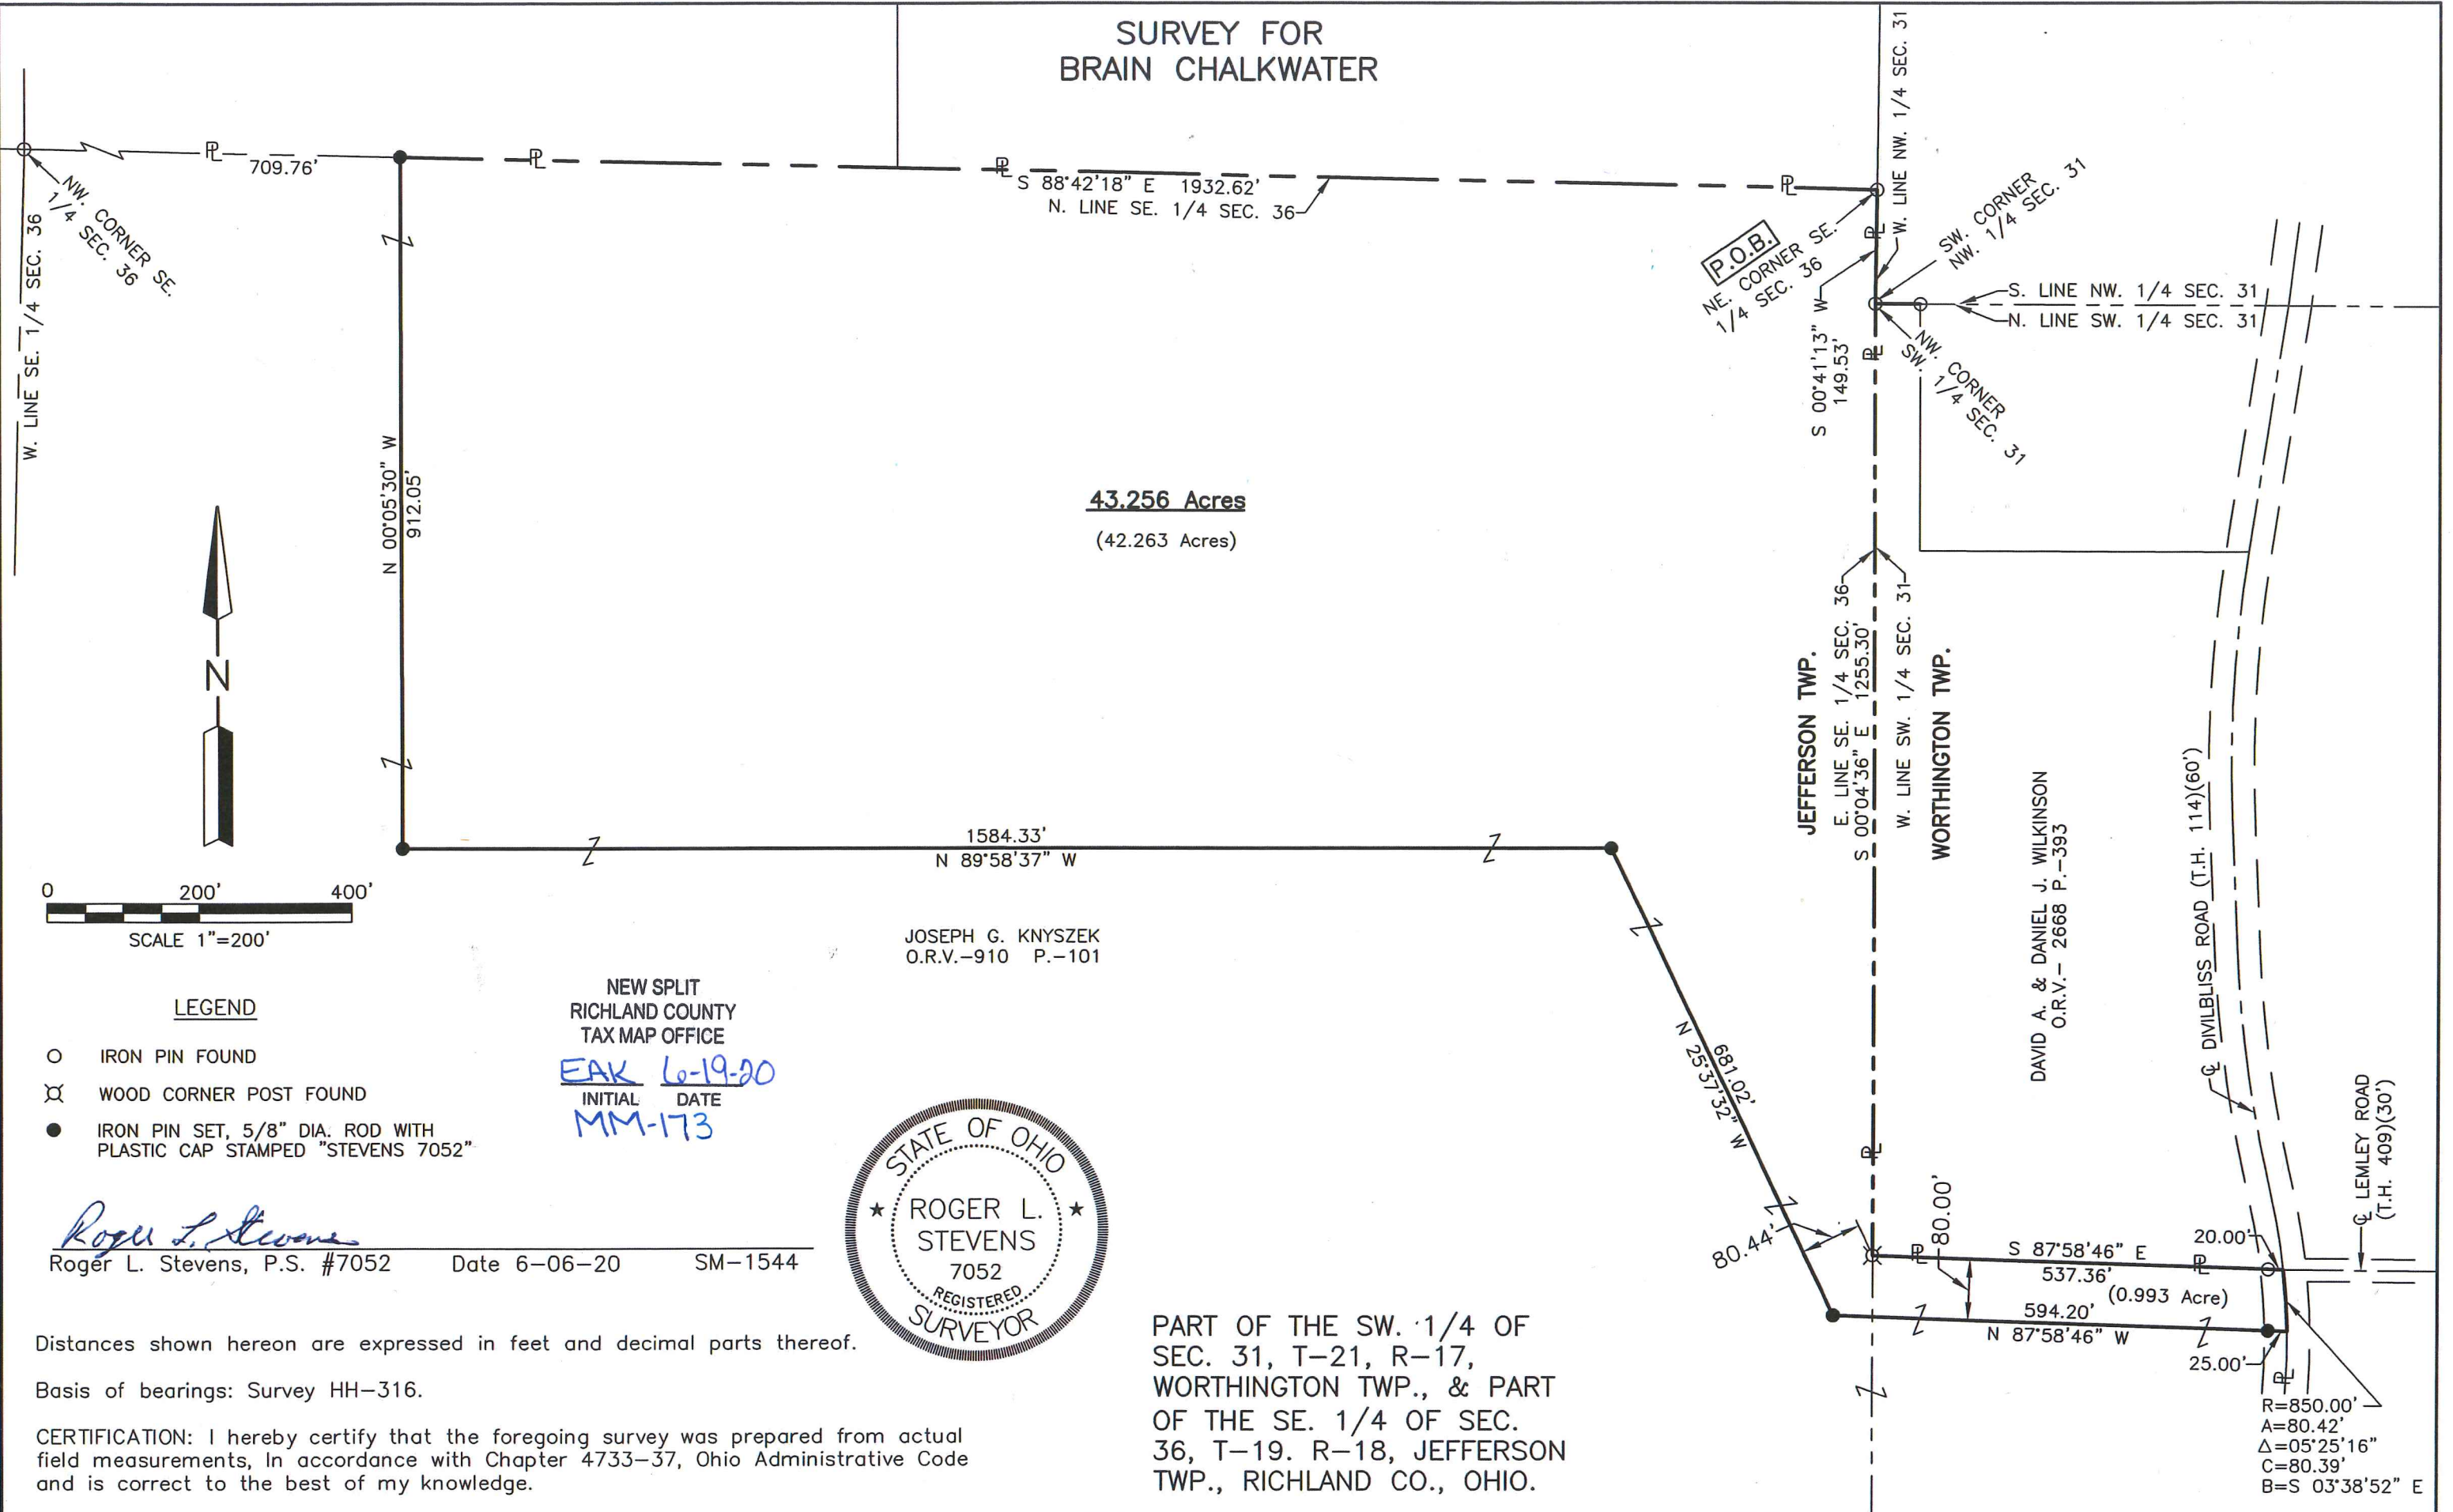 SURVEY FOR
BRAIN CHALKWATER
709.76'
NW. CORNER SE.
1/4 SEC. 36
W. LINE SE. 1/4 SEC. 36
S 88°42'18" E 1932.62'
N. LINE SE. 1/4 SEC. 36
W. LINE NW. 1/4 SEC. 31
P.O.B.
NE. CORNER SE.
1/4 SEC. 36
SW. CORNER
NW. 1/4 SEC. 31
S 00°41'13" W
149.53'
S. LINE NW. 1/4 SEC. 31
N. LINE SW. 1/4 SEC. 31
NW. CORNER
SW. 1/4 SEC. 31
N 00°05'30" W
912.05'
43.256 Acres
(42.263 Acres)
JEFFERSON TWP.
E. LINE SE. 1/4 SEC. 36
S 00°04'36" E 1255.30'
W. LINE SW. 1/4 SEC. 31
WORTHINGTON TWP.
DAVID A. & DANIEL J. WILKINSON
O.R.V.- 2668 P.-393
℄ DIVILBLISS ROAD (T.H. 114)(60')
℄ LEMLEY ROAD
(T.H. 409)(30')
N
0 200' 400'
SCALE 1"=200'
1584.33'
N 89°58'37" W
JOSEPH G. KNYSZEK
O.R.V.-910 P.-101
681.02'
N 25°37'32" W
80.44'
80.00'
S 87°58'46" E
537.36'
(0.993 Acre)
594.20'
N 87°58'46" W
20.00'
25.00'
R=850.00'
A=80.42'
Δ=05°25'16"
C=80.39'
B=S 03°38'52" E
LEGEND
IRON PIN FOUND
WOOD CORNER POST FOUND
IRON PIN SET, 5/8" DIA. ROD WITH
PLASTIC CAP STAMPED "STEVENS 7052"
NEW SPLIT
RICHLAND COUNTY
TAX MAP OFFICE
EAK 6-19-20
INITIAL DATE
MM-173
STATE OF OHIO
ROGER L.
STEVENS
7052
REGISTERED
SURVEYOR
Roger L. Stevens
Roger L. Stevens, P.S. #7052 Date 6-06-20 SM-1544
Distances shown hereon are expressed in feet and decimal parts thereof.
Basis of bearings: Survey HH-316.
CERTIFICATION: I hereby certify that the foregoing survey was prepared from actual
field measurements, In accordance with Chapter 4733-37, Ohio Administrative Code
and is correct to the best of my knowledge.
PART OF THE SW. 1/4 OF
SEC. 31, T-21, R-17,
WORTHINGTON TWP., & PART
OF THE SE. 1/4 OF SEC.
36, T-19. R-18, JEFFERSON
TWP., RICHLAND CO., OHIO.